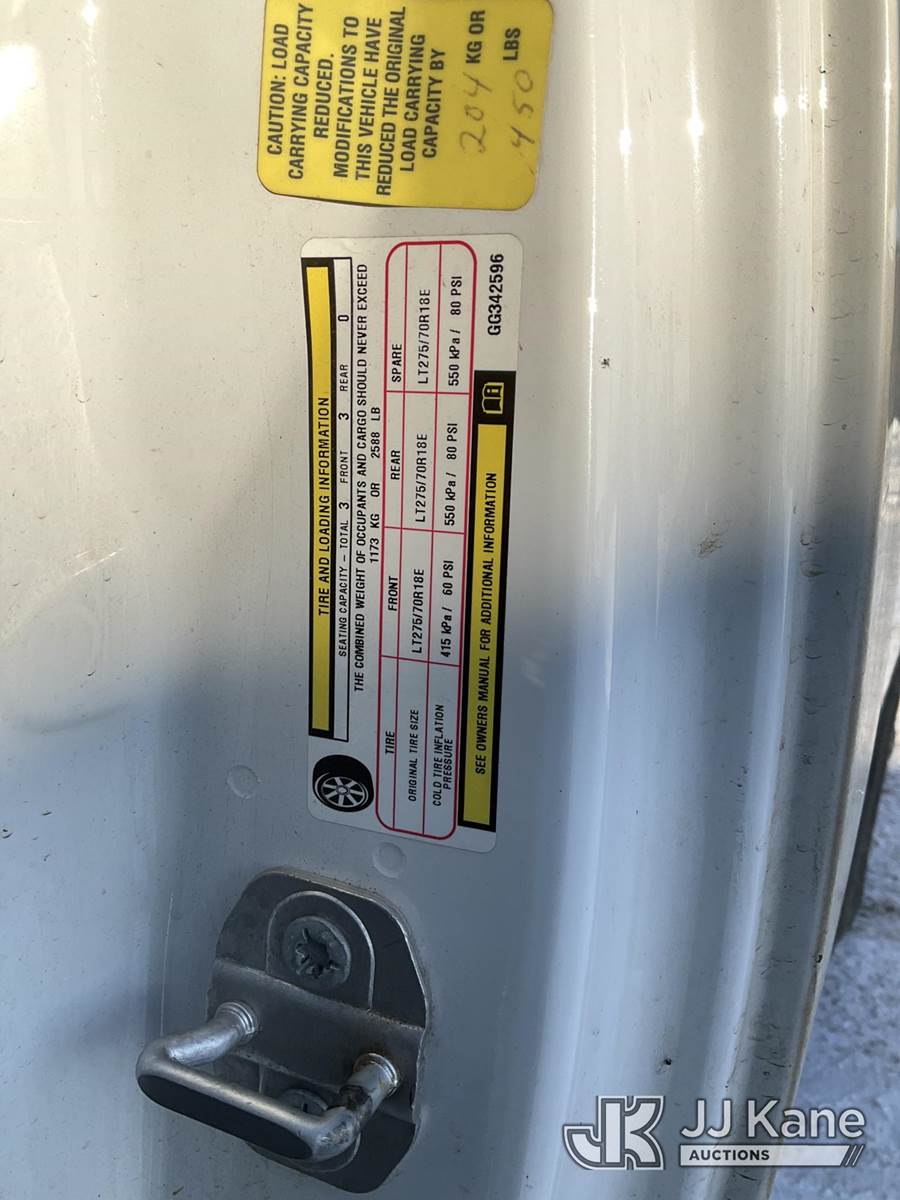 CAUTION: LOAD
CARRYING CAPACITY
REDUCED.
MODIFICATIONS TO
THIS VEHICLE HAVE
REDUCED THE ORIGINAL
LOAD CARRYING
CAPACITY BY
204 KG OR
450 LBS
TIRE AND LOADING INFORMATION
SEATING CAPACITY – TOTAL 3 FRONT 3 REAR 0
THE COMBINED WEIGHT OF OCCUPANTS AND CARGO SHOULD NEVER EXCEED
1173 KG OR 2588 LB
TIRE FRONT REAR SPARE
ORIGINAL TIRE SIZE LT275/70R18E LT275/70R18E LT275/70R18E
COLD TIRE INFLATION
PRESSURE 415 kPa / 60 PSI 550 kPa / 80 PSI 550 kPa / 80 PSI
SEE OWNERS MANUAL FOR ADDITIONAL INFORMATION
GG342596
JK JJ Kane
AUCTIONS